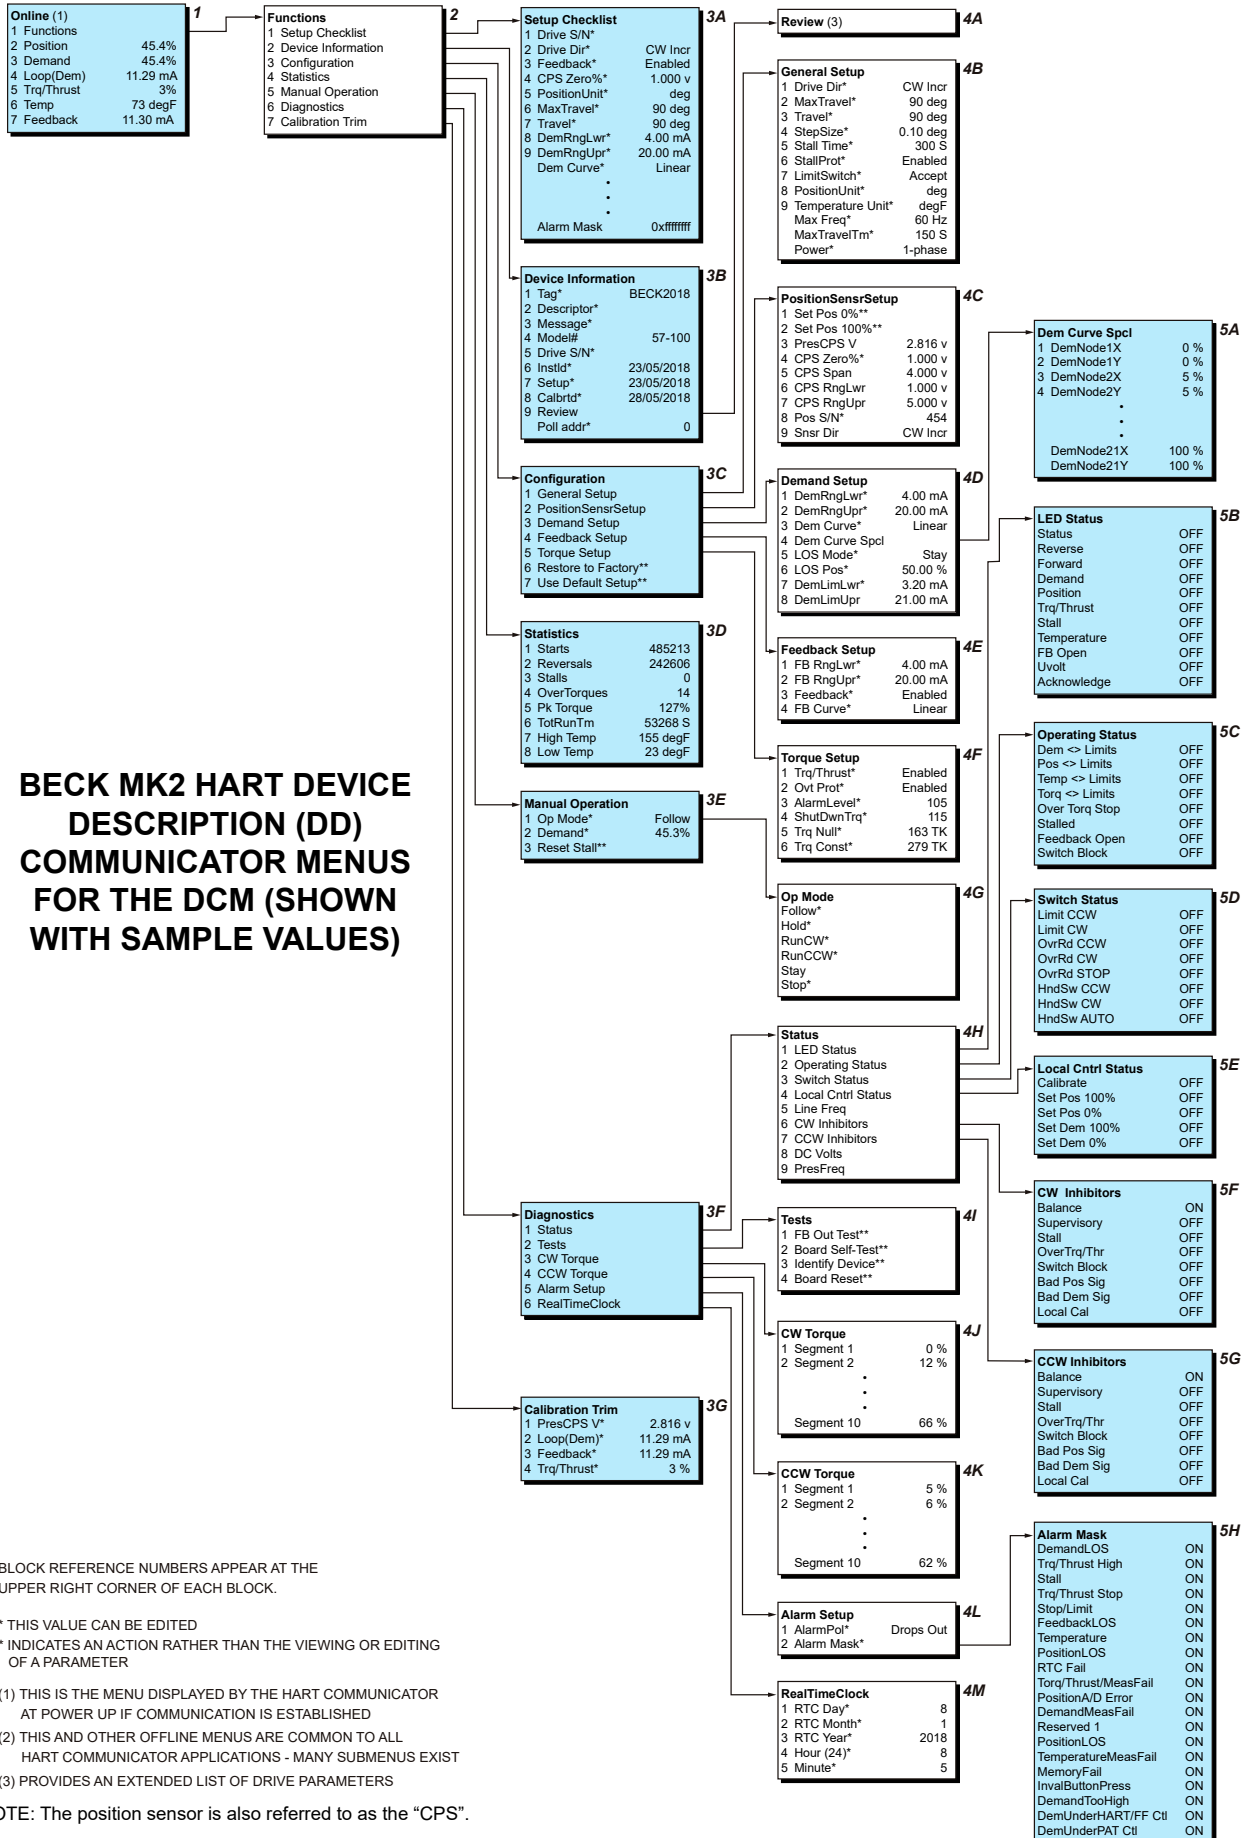 Online (1)
1 Functions
2 Position 45.4%
3 Demand 45.4%
4 Loop(Dem) 11.29 mA
5 Trq/Thrust 3%
6 Temp 73 degF
7 Feedback 11.30 mA
1
Functions
1 Setup Checklist
2 Device Information
3 Configuration
4 Statistics
5 Manual Operation
6 Diagnostics
7 Calibration Trim
2
Setup Checklist
1 Drive S/N*
2 Drive Dir* CW Incr
3 Feedback* Enabled
4 CPS Zero%* 1.000 v
5 PositionUnit* deg
6 MaxTravel* 90 deg
7 Travel* 90 deg
8 DemRngLwr* 4.00 mA
9 DemRngUpr* 20.00 mA
Dem Curve* Linear
•
•
•
Alarm Mask 0xffffffff
3A
Device Information
1 Tag* BECK2018
2 Descriptor*
3 Message*
4 Model# 57-100
5 Drive S/N*
6 Instld* 23/05/2018
7 Setup* 23/05/2018
8 Calbrtd* 28/05/2018
9 Review
Poll addr* 0
3B
Configuration
1 General Setup
2 PositionSensrSetup
3 Demand Setup
4 Feedback Setup
5 Torque Setup
6 Restore to Factory**
7 Use Default Setup**
3C
Statistics
1 Starts 485213
2 Reversals 242606
3 Stalls 0
4 OverTorques 14
5 Pk Torque 127%
6 TotRunTm 53268 S
7 High Temp 155 degF
8 Low Temp 23 degF
3D
Manual Operation
1 Op Mode* Follow
2 Demand* 45.3%
3 Reset Stall**
3E
Diagnostics
1 Status
2 Tests
3 CW Torque
4 CCW Torque
5 Alarm Setup
6 RealTimeClock
3F
Calibration Trim
1 PresCPS V* 2.816 v
2 Loop(Dem)* 11.29 mA
3 Feedback* 11.29 mA
4 Trq/Thrust* 3 %
3G
Review (3)
4A
General Setup
1 Drive Dir* CW Incr
2 MaxTravel* 90 deg
3 Travel* 90 deg
4 StepSize* 0.10 deg
5 Stall Time* 300 S
6 StallProt* Enabled
7 LimitSwitch* Accept
8 PositionUnit* deg
9 Temperature Unit* degF
Max Freq* 60 Hz
MaxTravelTm* 150 S
Power* 1-phase
4B
PositionSensrSetup
1 Set Pos 0%**
2 Set Pos 100%**
3 PresCPS V 2.816 v
4 CPS Zero%* 1.000 v
5 CPS Span 4.000 v
6 CPS RngLwr 1.000 v
7 CPS RngUpr 5.000 v
8 Pos S/N* 454
9 Snsr Dir CW Incr
4C
Demand Setup
1 DemRngLwr* 4.00 mA
2 DemRngUpr* 20.00 mA
3 Dem Curve* Linear
4 Dem Curve Spcl
5 LOS Mode* Stay
6 LOS Pos* 50.00 %
7 DemLimLwr* 3.20 mA
8 DemLimUpr 21.00 mA
4D
Feedback Setup
1 FB RngLwr* 4.00 mA
2 FB RngUpr* 20.00 mA
3 Feedback* Enabled
4 FB Curve* Linear
4E
Torque Setup
1 Trq/Thrust* Enabled
2 Ovt Prot* Enabled
3 AlarmLevel* 105
4 ShutDwnTrq* 115
5 Trq Null* 163 TK
6 Trq Const* 279 TK
4F
Op Mode
Follow*
Hold*
RunCW*
RunCCW*
Stay
Stop*
4G
Status
1 LED Status
2 Operating Status
3 Switch Status
4 Local Cntrl Status
5 Line Freq
6 CW Inhibitors
7 CCW Inhibitors
8 DC Volts
9 PresFreq
4H
Tests
1 FB Out Test**
2 Board Self-Test**
3 Identify Device**
4 Board Reset**
4I
CW Torque
1 Segment 1 0 %
2 Segment 2 12 %
•
•
•
Segment 10 66 %
4J
CCW Torque
1 Segment 1 5 %
2 Segment 2 6 %
•
•
•
Segment 10 62 %
4K
Alarm Setup
1 AlarmPol* Drops Out
2 Alarm Mask*
4L
RealTimeClock
1 RTC Day* 8
2 RTC Month* 1
3 RTC Year* 2018
4 Hour (24)* 8
5 Minute* 5
4M
Dem Curve Spcl
1 DemNode1X 0 %
2 DemNode1Y 0 %
3 DemNode2X 5 %
4 DemNode2Y 5 %
•
•
•
DemNode21X 100 %
DemNode21Y 100 %
5A
LED Status
Status OFF
Reverse OFF
Forward OFF
Demand OFF
Position OFF
Trq/Thrust OFF
Stall OFF
Temperature OFF
FB Open OFF
Uvolt OFF
Acknowledge OFF
5B
Operating Status
Dem <> Limits OFF
Pos <> Limits OFF
Temp <> Limits OFF
Torq <> Limits OFF
Over Torq Stop OFF
Stalled OFF
Feedback Open OFF
Switch Block OFF
5C
Switch Status
Limit CCW OFF
Limit CW OFF
OvrRd CCW OFF
OvrRd CW OFF
OvrRd STOP OFF
HndSw CCW OFF
HndSw CW OFF
HndSw AUTO OFF
5D
Local Cntrl Status
Calibrate OFF
Set Pos 100% OFF
Set Pos 0% OFF
Set Dem 100% OFF
Set Dem 0% OFF
5E
CW Inhibitors
Balance ON
Supervisory OFF
Stall OFF
OverTrq/Thr OFF
Switch Block OFF
Bad Pos Sig OFF
Bad Dem Sig OFF
Local Cal OFF
5F
CCW Inhibitors
Balance ON
Supervisory OFF
Stall OFF
OverTrq/Thr OFF
Switch Block OFF
Bad Pos Sig OFF
Bad Dem Sig OFF
Local Cal OFF
5G
Alarm Mask
DemandLOS ON
Trq/Thrust High ON
Stall ON
Trq/Thrust Stop ON
Stop/Limit ON
FeedbackLOS ON
Temperature ON
PositionLOS ON
RTC Fail ON
Torq/Thrust/MeasFail ON
PositionA/D Error ON
DemandMeasFail ON
Reserved 1 ON
PositionLOS ON
TemperatureMeasFail ON
MemoryFail ON
InvalButtonPress ON
DemandTooHigh ON
DemUnderHART/FF Ctl ON
DemUnderPAT Ctl ON
5H
BECK MK2 HART DEVICE
DESCRIPTION (DD)
COMMUNICATOR MENUS
FOR THE DCM (SHOWN
WITH SAMPLE VALUES)
BLOCK REFERENCE NUMBERS APPEAR AT THE
UPPER RIGHT CORNER OF EACH BLOCK.
* THIS VALUE CAN BE EDITED
* INDICATES AN ACTION RATHER THAN THE VIEWING OR EDITING
OF A PARAMETER
(1) THIS IS THE MENU DISPLAYED BY THE HART COMMUNICATOR
AT POWER UP IF COMMUNICATION IS ESTABLISHED
(2) THIS AND OTHER OFFLINE MENUS ARE COMMON TO ALL
HART COMMUNICATOR APPLICATIONS - MANY SUBMENUS EXIST
(3) PROVIDES AN EXTENDED LIST OF DRIVE PARAMETERS
OTE: The position sensor is also referred to as the “CPS”.